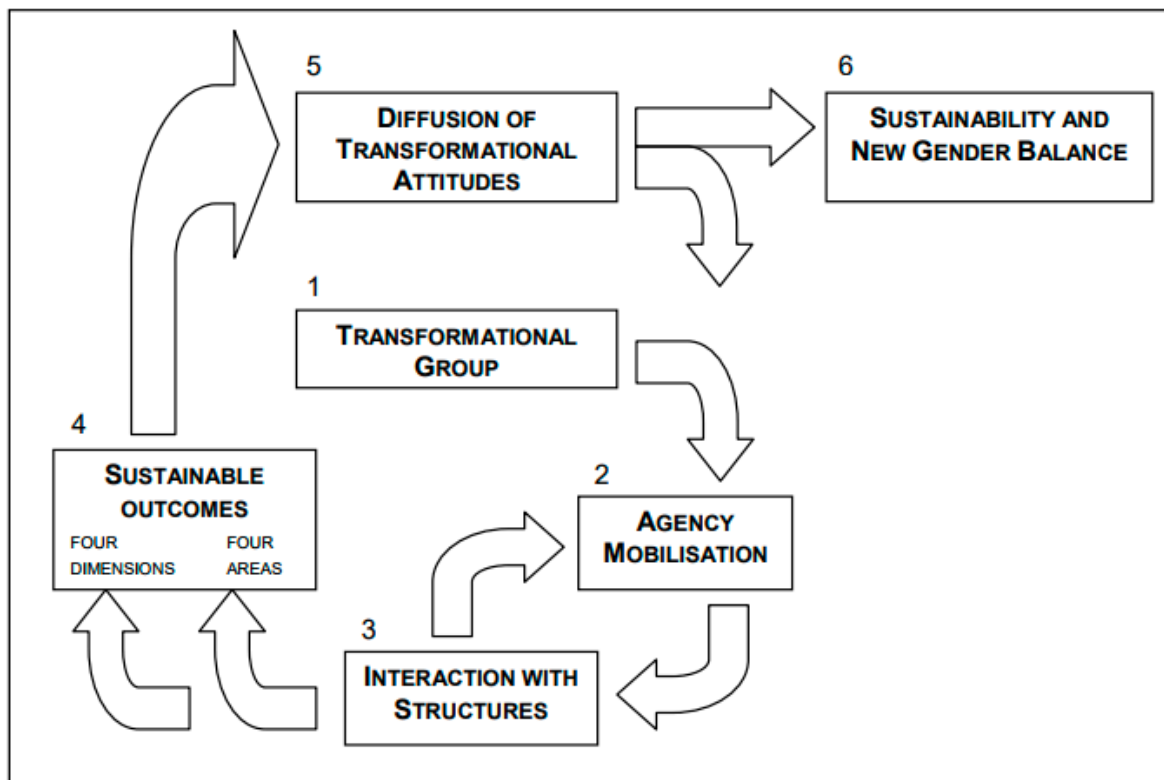 5
DIFFUSION OF
TRANSFORMATIONAL
ATTITUDES
6
SUSTAINABILITY AND
NEW GENDER BALANCE
1
TRANSFORMATIONAL
GROUP
4
SUSTAINABLE
OUTCOMES
FOUR FOUR
DIMENSIONS AREAS
2
AGENCY
MOBILISATION
3
INTERACTION WITH
STRUCTURES